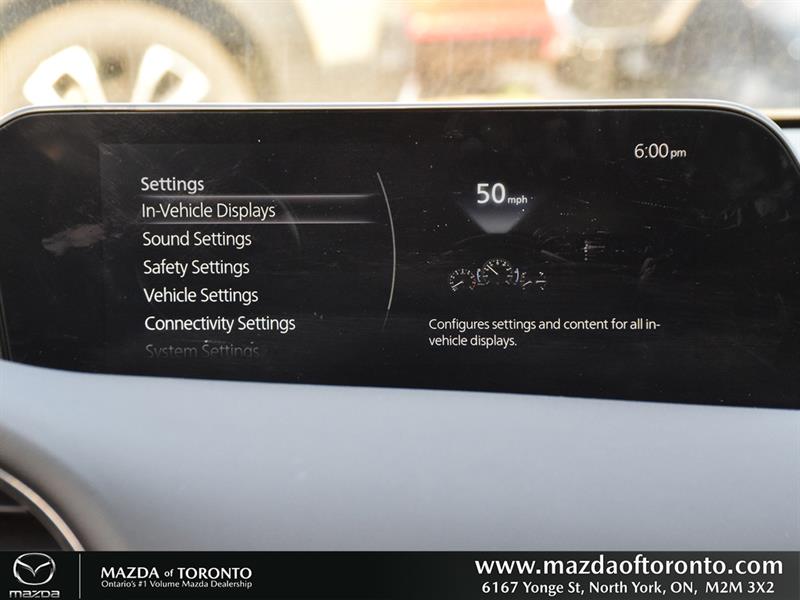 6:00pm
Settings
In-Vehicle Displays
Sound Settings
Safety Settings
Vehicle Settings
Connectivity Settings
System Settings
50 mph
Configures settings and content for all in-
vehicle displays.
mazda
MAZDA of TORONTO
Ontario's #1 Volume Mazda Dealership
www.mazdaoftoronto.com
6167 Yonge St, North York, ON, M2M 3X2